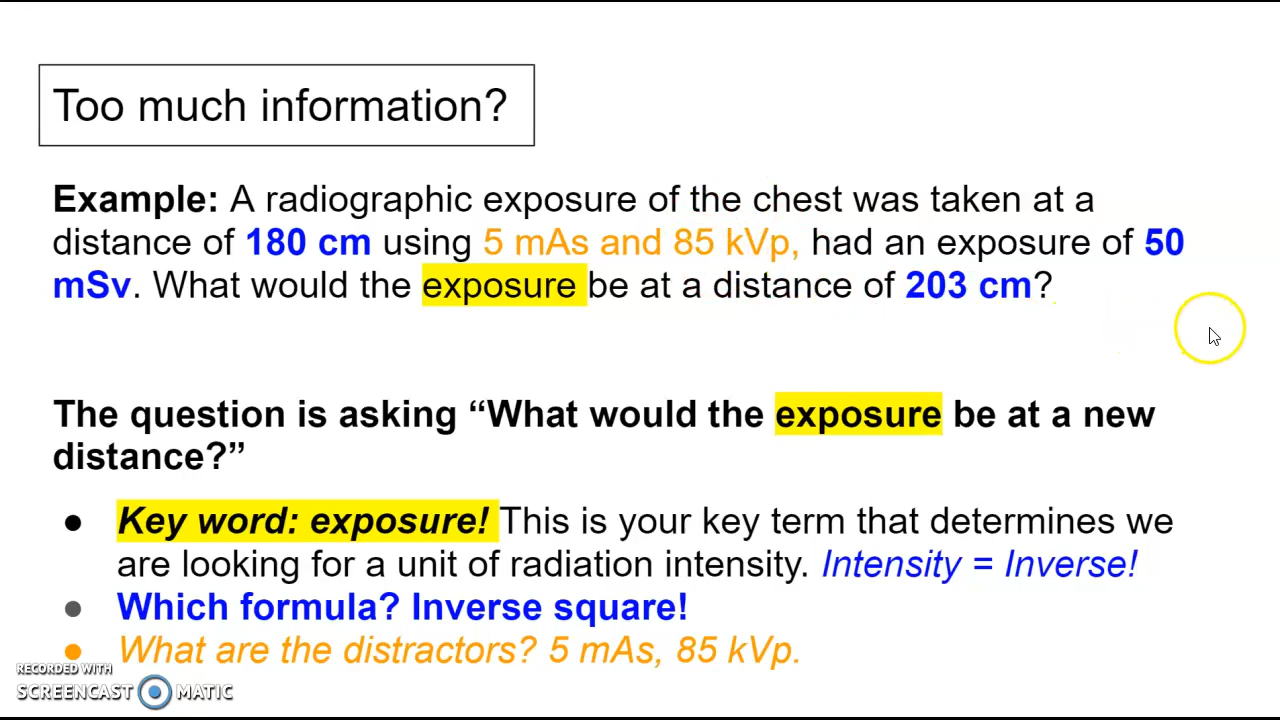 Too much information?
Example: A radiographic exposure of the chest was taken at a
distance of 180 cm using 5 mAs and 85 kVp, had an exposure of 50
mSv. What would the exposure be at a distance of 203 cm?
The question is asking “What would the exposure be at a new
distance?”
● Key word: exposure! This is your key term that determines we
are looking for a unit of radiation intensity. Intensity = Inverse!
● Which formula? Inverse square!
● What are the distractors? 5 mAs, 85 kVp.
RECORDED WITH
SCREENCAST MATIC